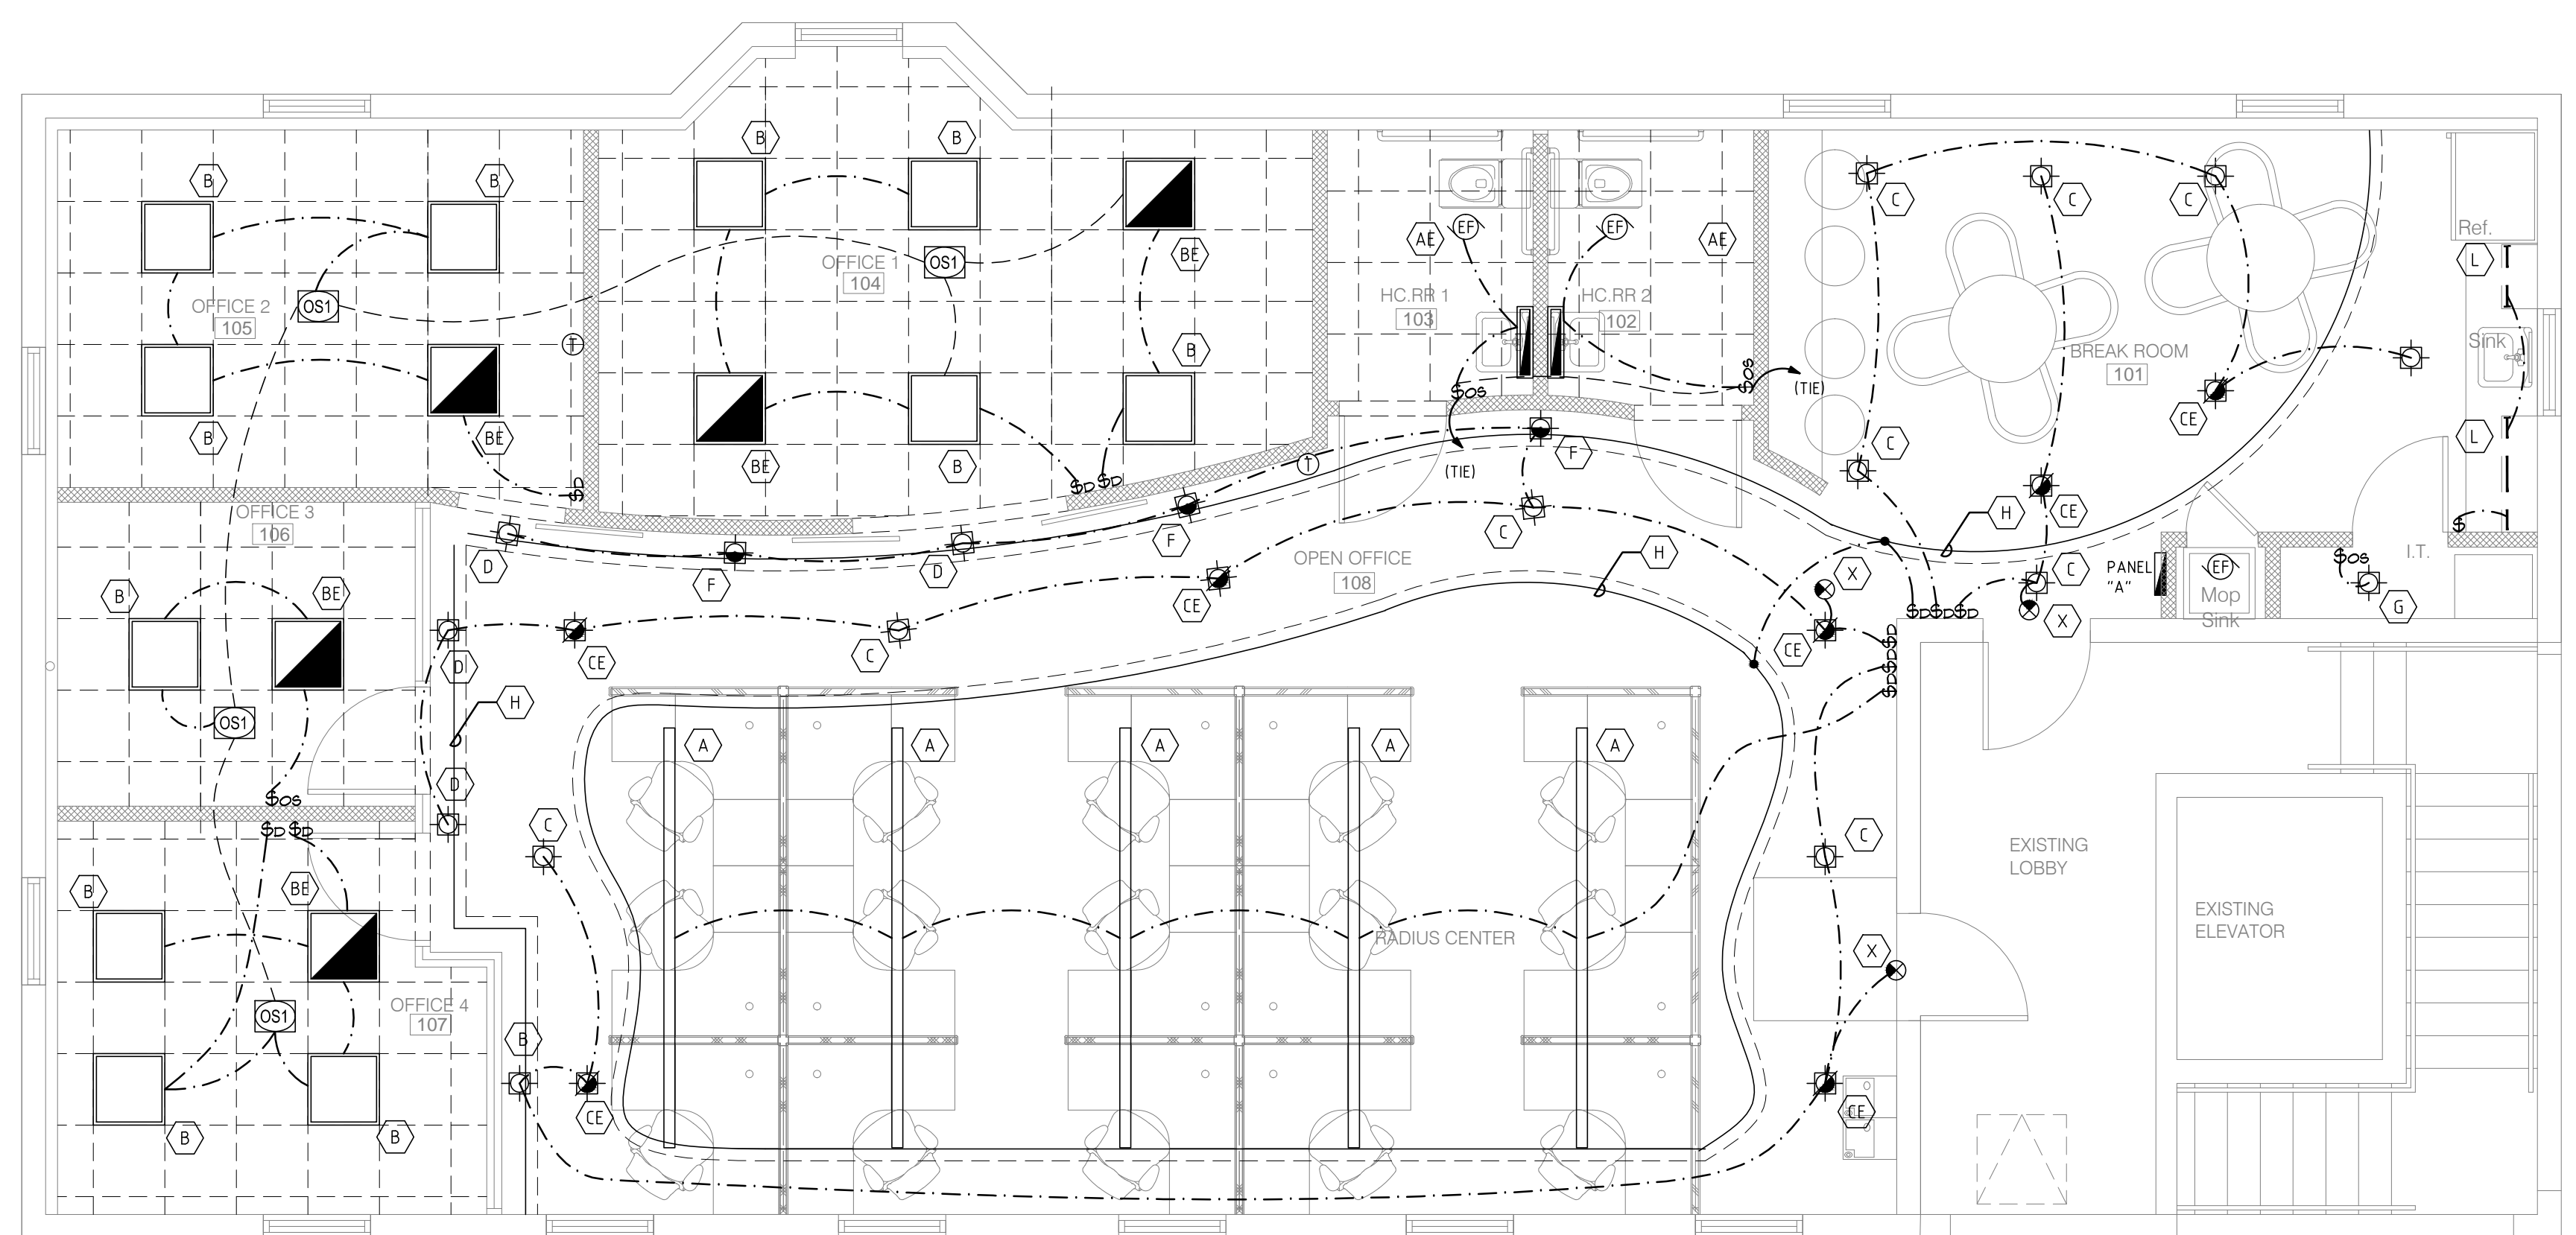 B
B
B
B
BE
OS1
OFFICE 2
105
B
BE
T
B
B
BE
OS1
OFFICE 1
104
B
BE
B
$D
$D $D
AE
EF
EF
AE
HC.RR 1
103
HC.RR 2
102
$OS
$OS
(TIE)
(TIE)
T
C
C
C
C
CE
BREAK ROOM
101
CE
H
C
X
Ref.
L
Sink
L
$
I.T.
$OS
G
PANEL
"A"
EF
Mop
Sink
OFFICE 3
106
B
BE
OS1
$OS
D
F
D
F
F
C
OPEN OFFICE
108
H
X
CE
$D$D$D
$D$D$D
D
CE
C
CE
H
D
C
A
A
A
A
A
RADIUS CENTER
C
X
CE
B
CE
$D $D
B
BE
OS1
OFFICE 4
107
B
B
EXISTING
LOBBY
EXISTING
ELEVATOR